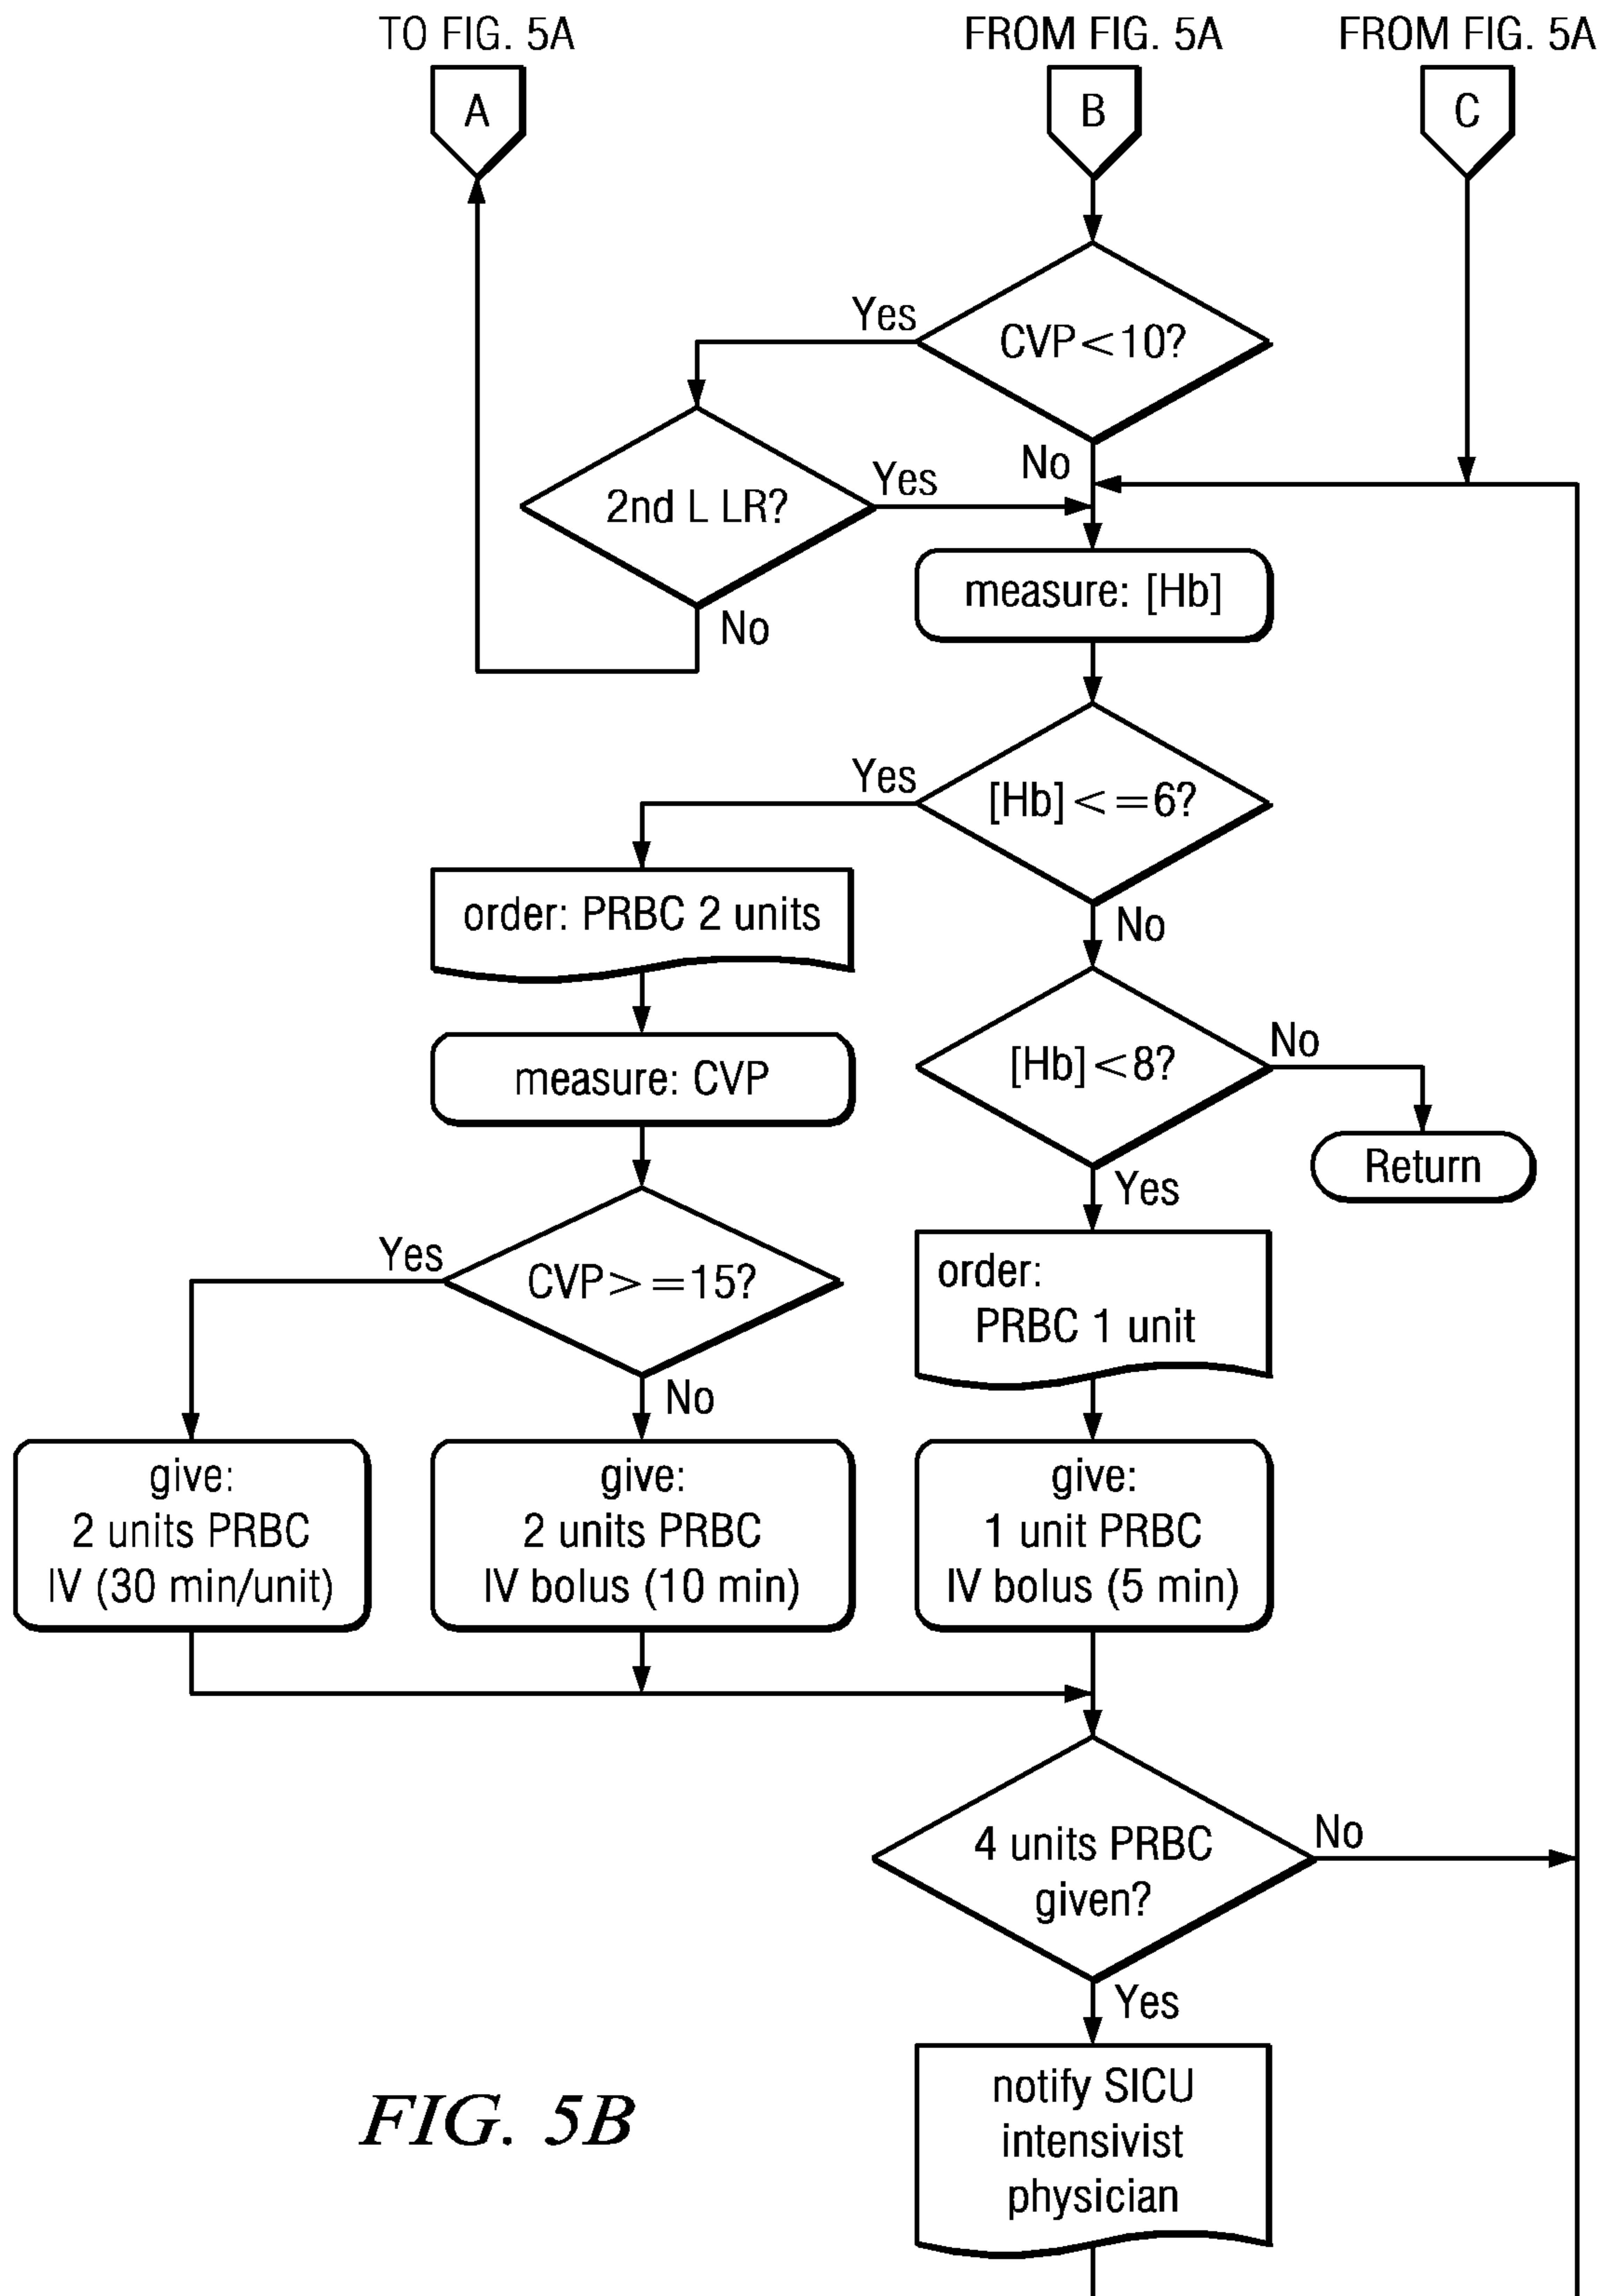 TO FIG. 5A
FROM FIG. 5A
FROM FIG. 5A
A
B
C
CVP<10?
Yes
No
2nd L LR?
Yes
No
measure: [Hb]
[Hb]<=6?
Yes
No
order: PRBC 2 units
measure: CVP
[Hb]<8?
No
Return
Yes
CVP>=15?
Yes
No
order:
PRBC 1 unit
give:
2 units PRBC
IV (30 min/unit)
give:
2 units PRBC
IV bolus (10 min)
give:
1 unit PRBC
IV bolus (5 min)
4 units PRBC
given?
No
Yes
notify SICU
intensivist
physician
FIG. 5B